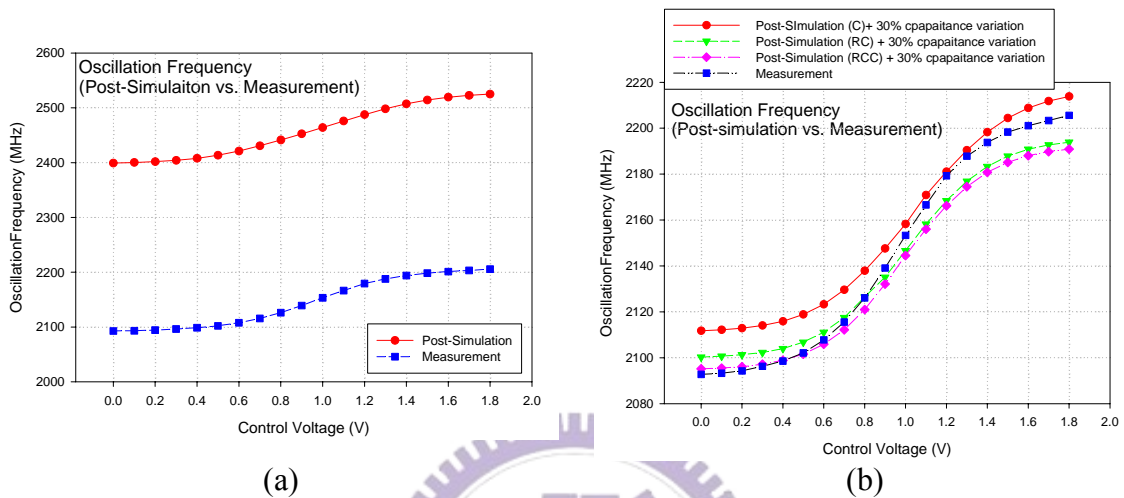 Oscillation Frequency
(Post-Simulaiton vs. Measurement)
OscillationFrequency (MHz)
2600
2500
2400
2300
2200
2100
2000
Post-Simulation
Measurement
0.0 0.2 0.4 0.6 0.8 1.0 1.2 1.4 1.6 1.8 2.0
Control Voltage (V)
(a)
Post-SImulation (C)+ 30% cpapaitance variation
Post-Simulation (RC) + 30% cpapaitance variation
Post-Simulation (RCC) + 30% cpapaitance variation
Measurement
Oscillation Frequency
(Post-simulation vs. Measurement)
OscillationFrequency (MHz)
2220
2200
2180
2160
2140
2120
2100
2080
0.0 0.2 0.4 0.6 0.8 1.0 1.2 1.4 1.6 1.8 2.0
Control Voltage (V)
(b)